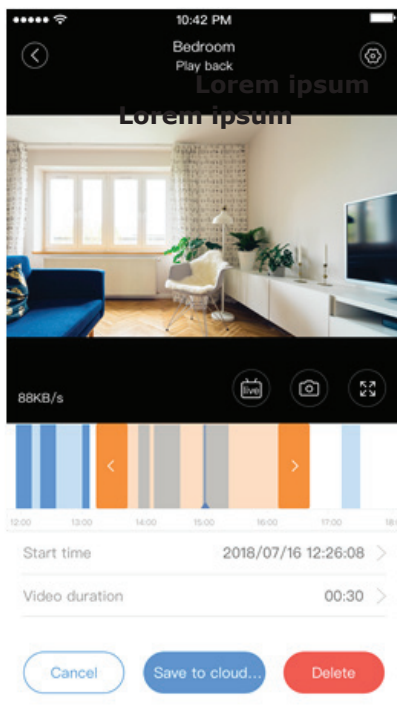 10:42 PM
Bedroom
Play back
Lorem ipsum
Lorem ipsum
88KB/s
live
12:00 13:00 14:00 15:00 16:00 17:00 18:
Start time 2018/07/16 12:26:08
Video duration 00:30
Cancel Save to cloud... Delete